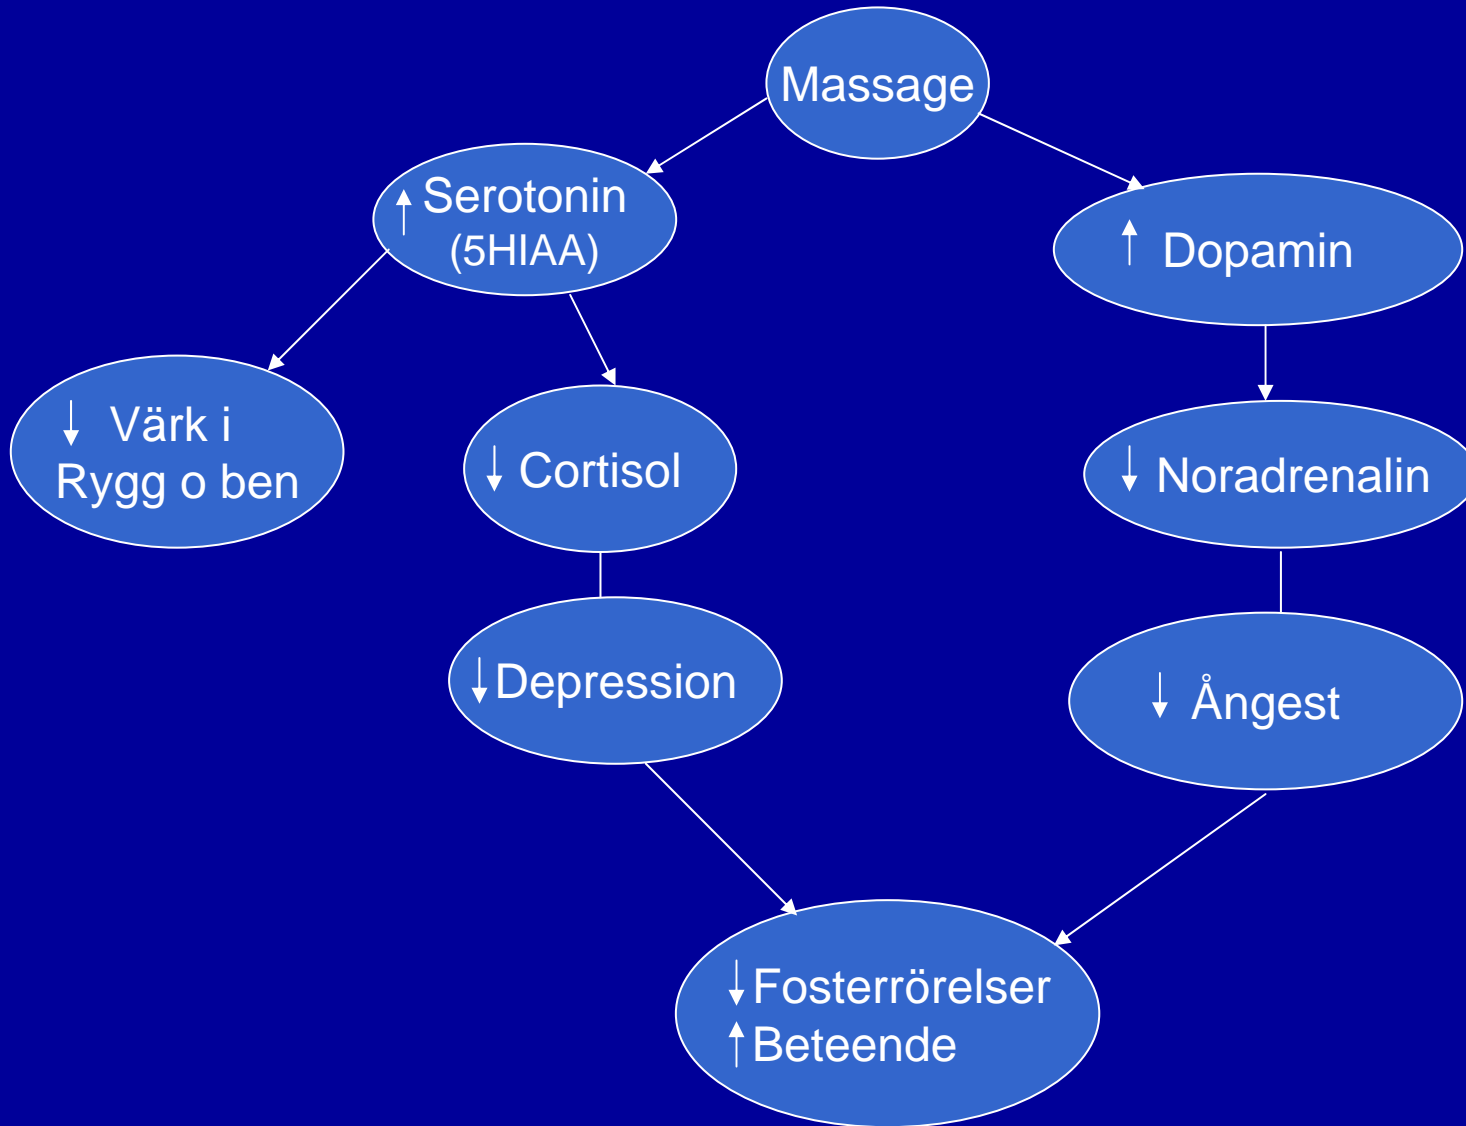 Massage
Serotonin
(5HIAA)
Dopamin
Värk i
Rygg o ben
Cortisol
Noradrenalin
Depression
Ångest
Fosterrörelser
Beteende